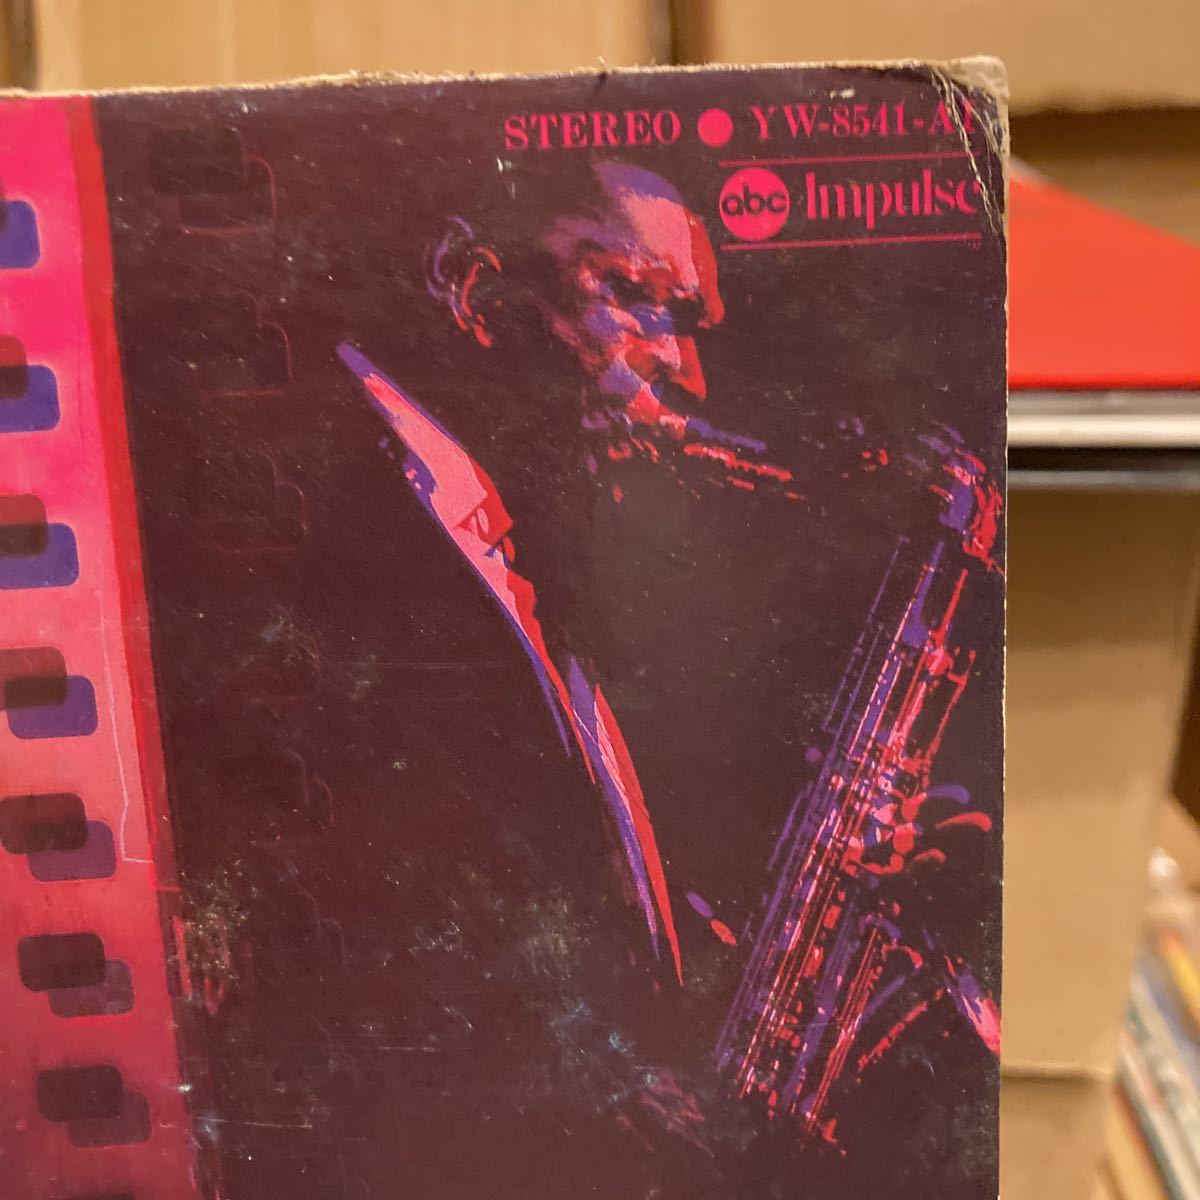 STEREO ● YW-8541-AI
abc Impulse